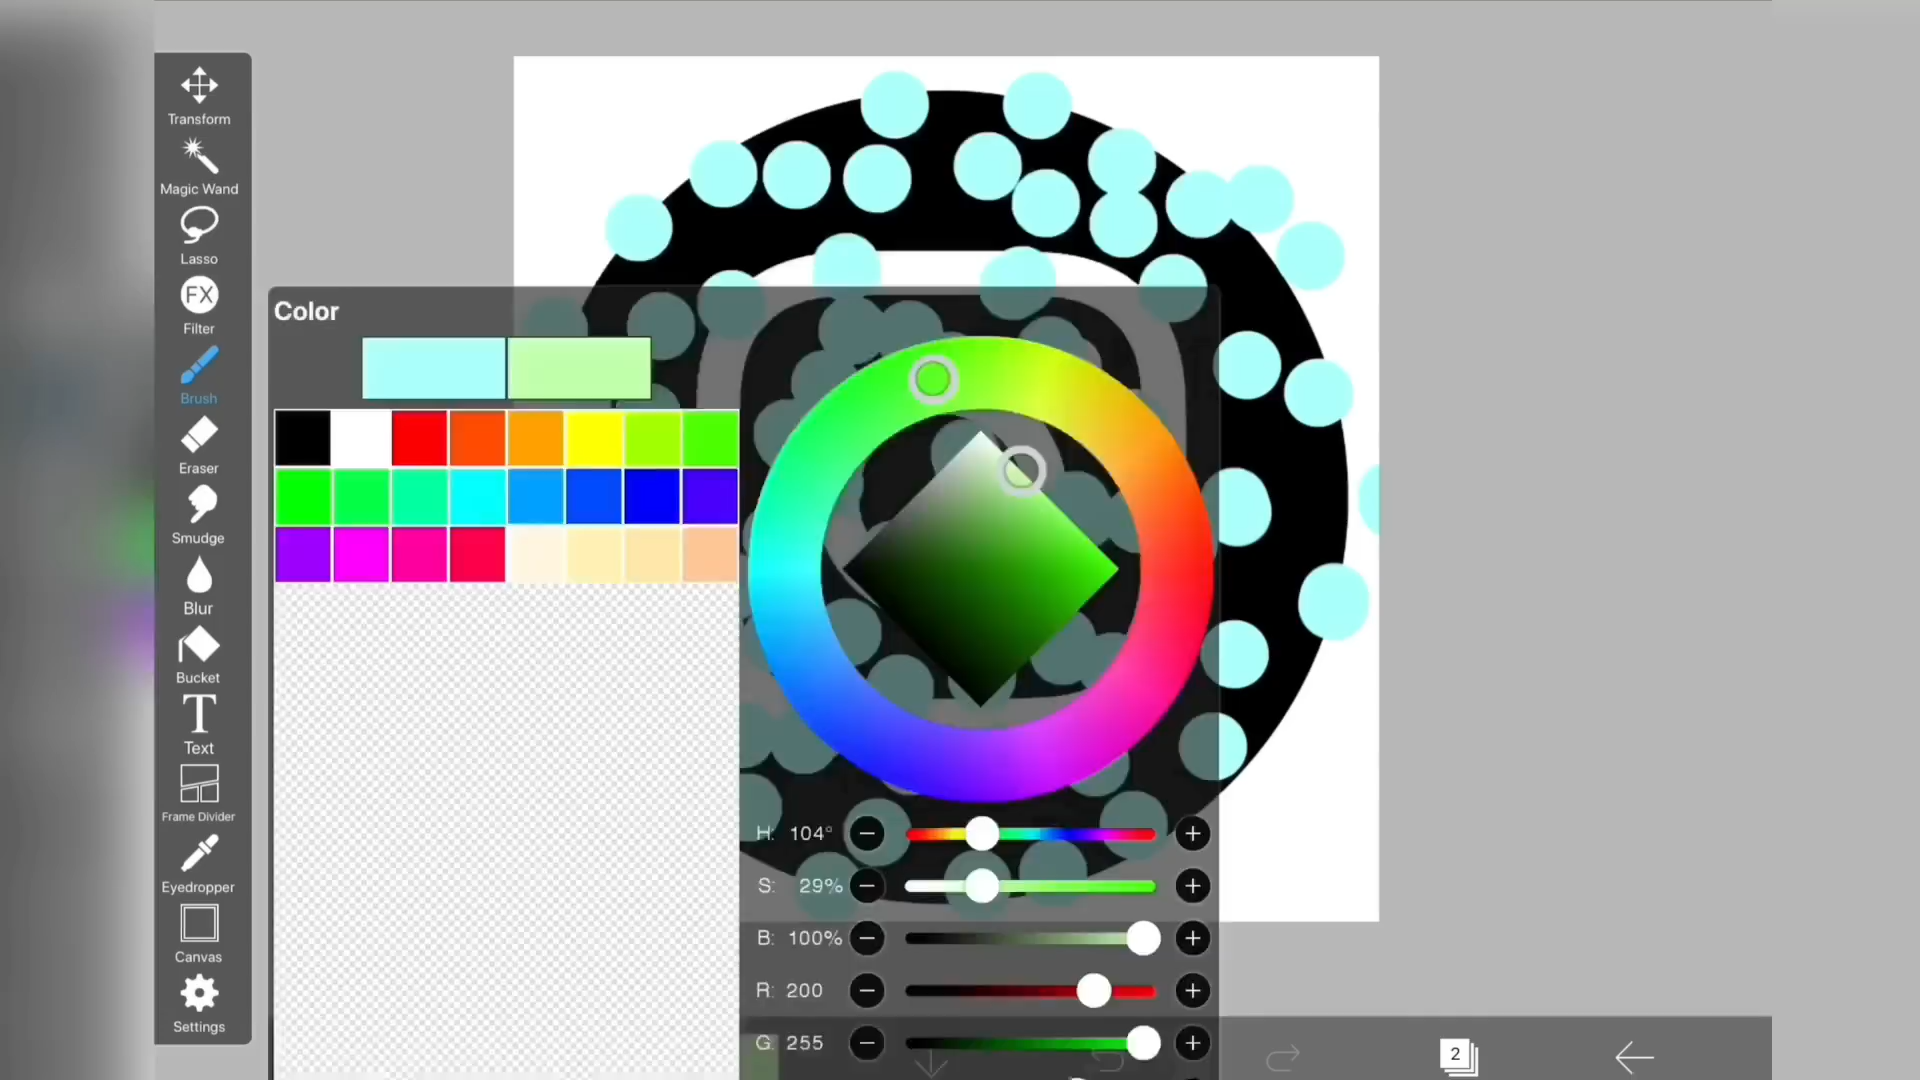 Transform
Magic Wand
Lasso
FX
Filter
Brush
Eraser
Smudge
Blur
Bucket
T
Text
Frame Divider
Eyedropper
Canvas
Settings
Color
H: 104°
S: 29%
B: 100%
R: 200
G: 255
2